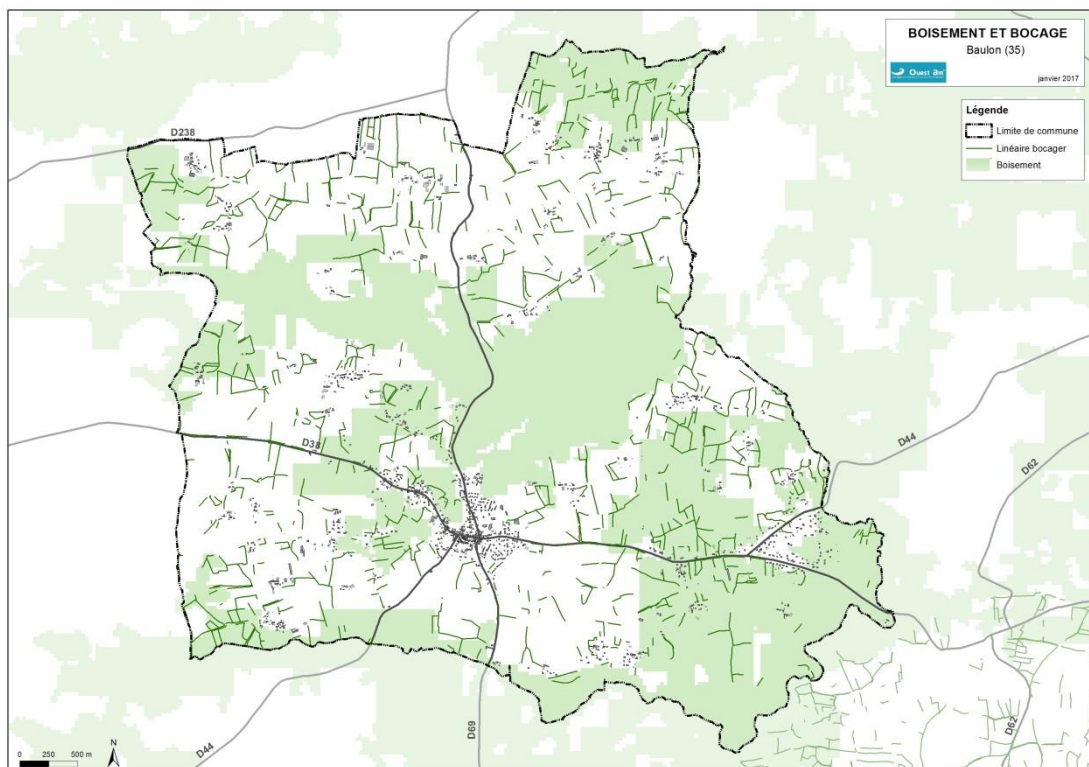 BOISEMENT ET BOCAGE
Baulon (35)
Ouest Am'
janvier 2017
Légende
Limite de commune
Linéaire bocager
Boisement
D238
D38
D44
D62
D44
D69
D62
N
0 250 500 m